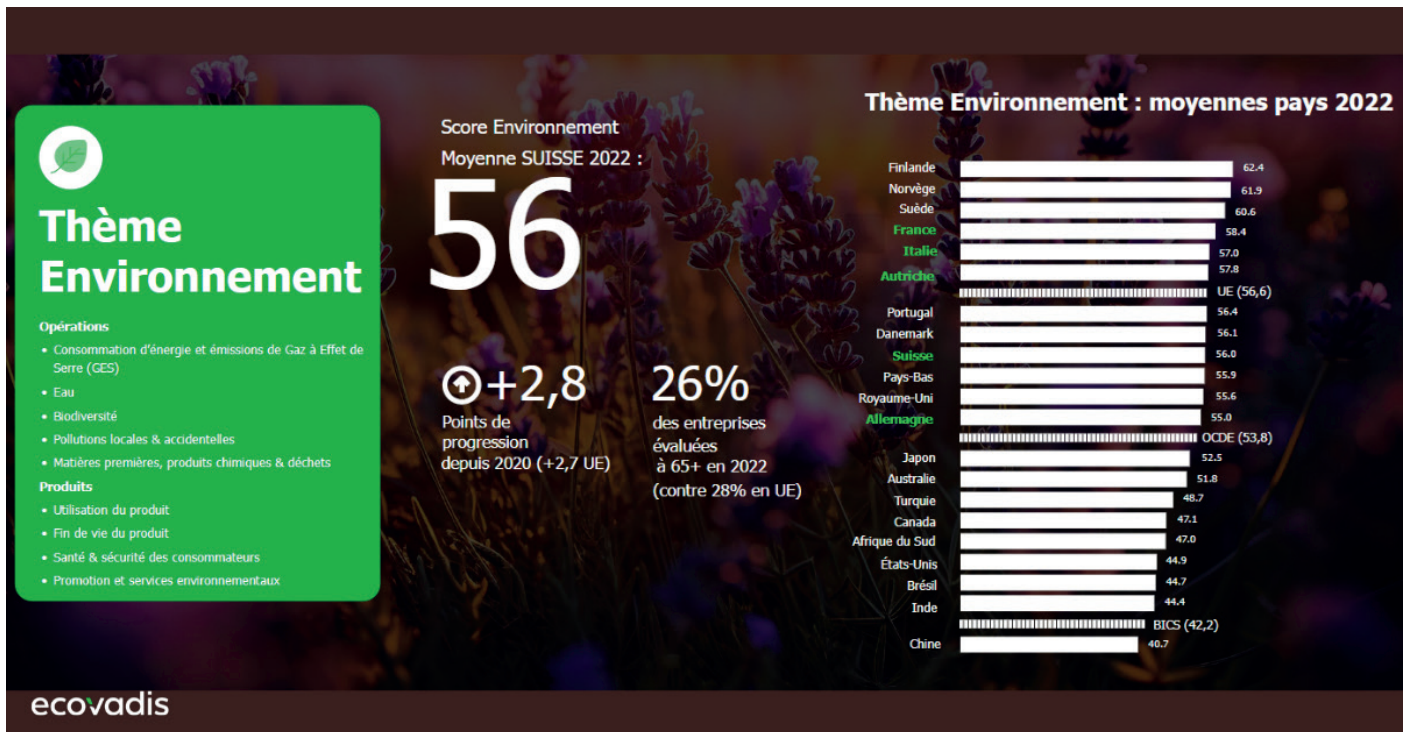 Thème
Environnement
Opérations
• Consommation d'énergie et émissions de Gaz à Effet de
Serre (GES)
• Eau
• Biodiversité
• Pollutions locales & accidentelles
• Matières premières, produits chimiques & déchets
Produits
• Utilisation du produit
• Fin de vie du produit
• Santé & sécurité des consommateurs
• Promotion et services environnementaux
Score Environnement
Moyenne SUISSE 2022 :
56
+2,8
Points de
progression
depuis 2020 (+2,7 UE)
26%
des entreprises
évaluées
à 65+ en 2022
(contre 28% en UE)
Thème Environnement : moyennes pays 2022
Finlande 62.4
Norvège 61.9
Suède 60.6
France 58.4
Italie 57.0
Autriche 57.8
UE (56,6)
Portugal 56.4
Danemark 56.1
Suisse 56.0
Pays-Bas 55.9
Royaume-Uni 55.6
Allemagne 55.0
OCDE (53,8)
Japon 52.5
Australie 51.8
Turquie 48.7
Canada 47.1
Afrique du Sud 47.0
États-Unis 44.9
Brésil 44.7
Inde 44.4
BICS (42,2)
Chine 40.7
ecovadis